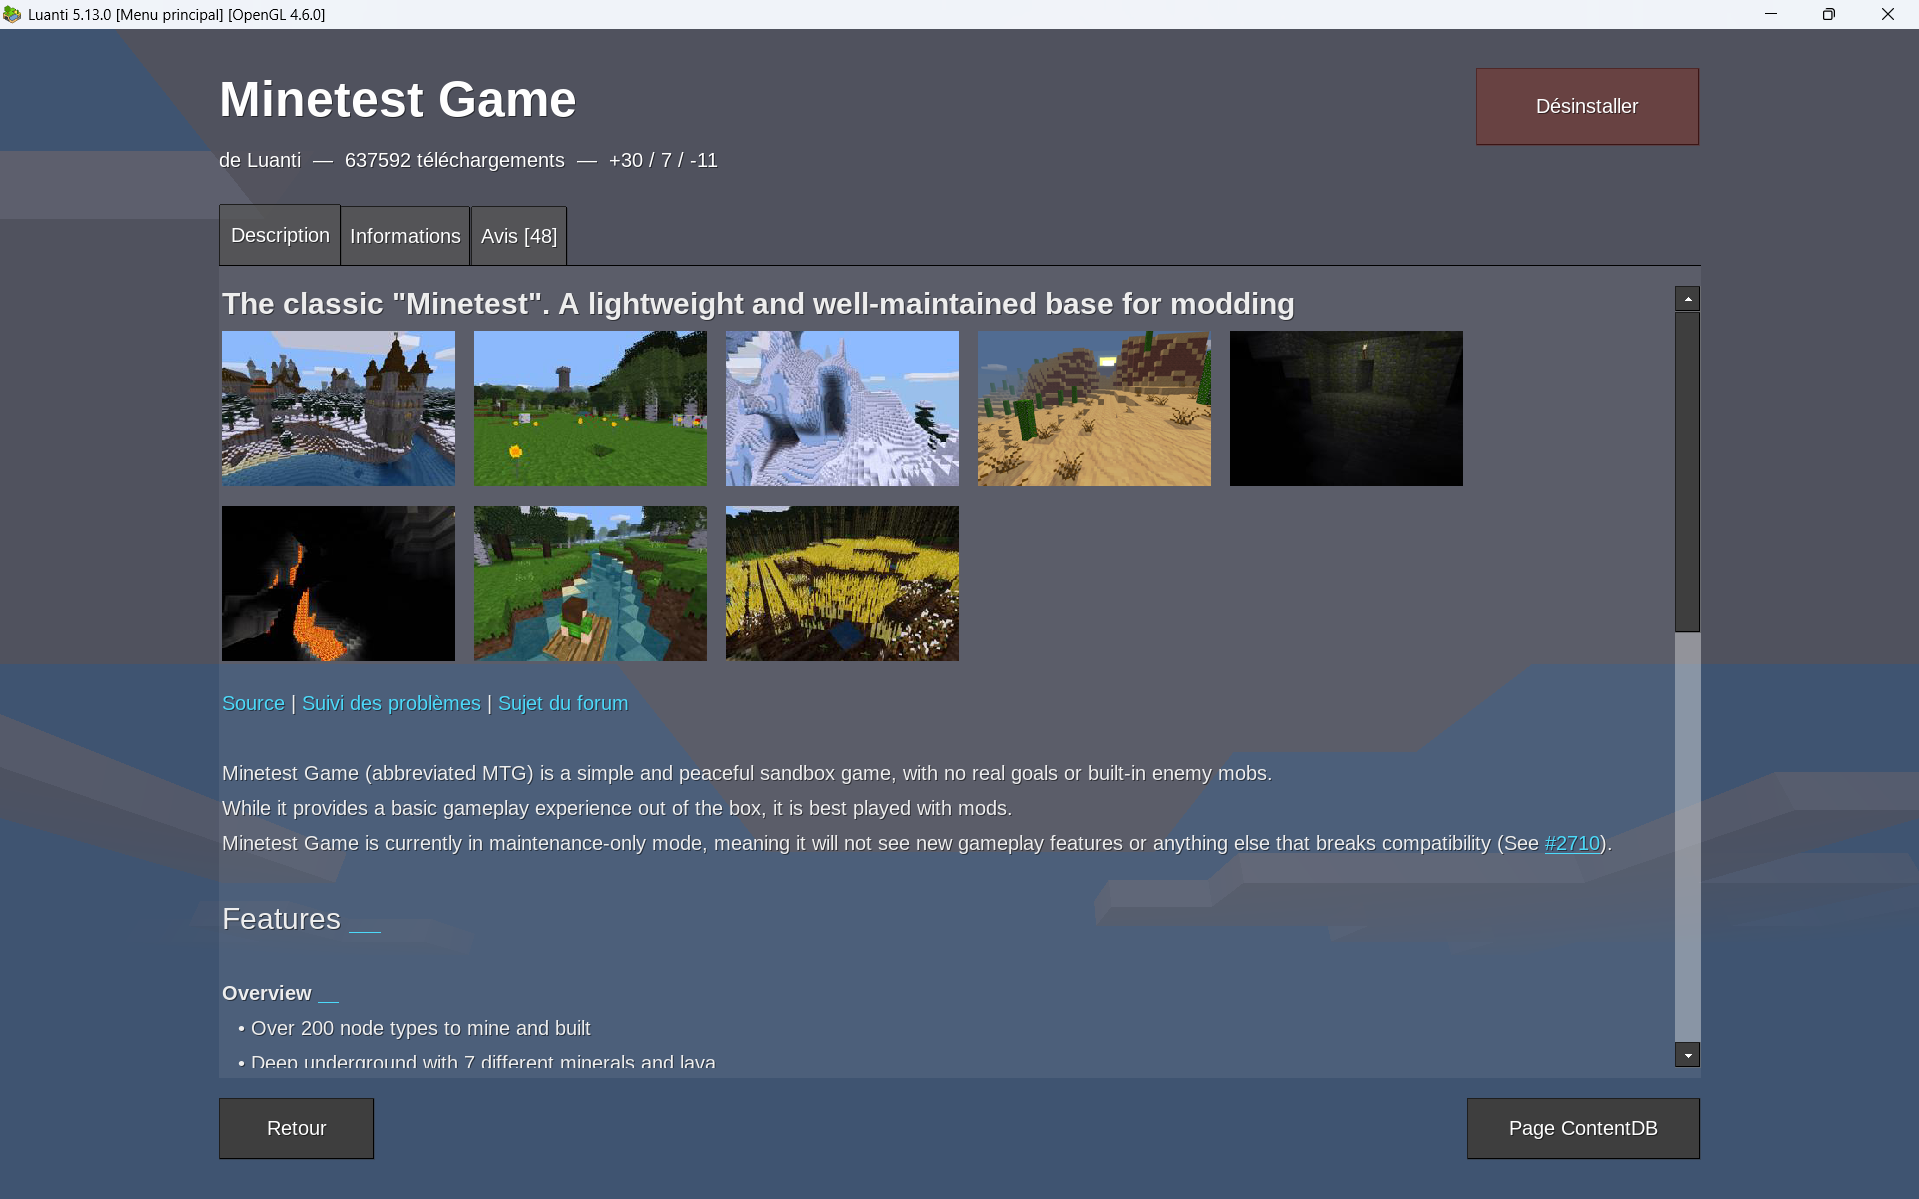 Luanti 5.13.0 [Menu principal] [OpenGL 4.6.0]
Minetest Game
Désinstaller
de Luanti — 637592 téléchargements — +30 / 7 / -11
Description Informations Avis [48]
The classic "Minetest". A lightweight and well-maintained base for modding
Source | Suivi des problèmes | Sujet du forum
Minetest Game (abbreviated MTG) is a simple and peaceful sandbox game, with no real goals or built-in enemy mobs.
While it provides a basic gameplay experience out of the box, it is best played with mods.
Minetest Game is currently in maintenance-only mode, meaning it will not see new gameplay features or anything else that breaks compatibility (See #2710).
Features
Overview
• Over 200 node types to mine and built
• Deep underground with 7 different minerals and lava
Retour
Page ContentDB